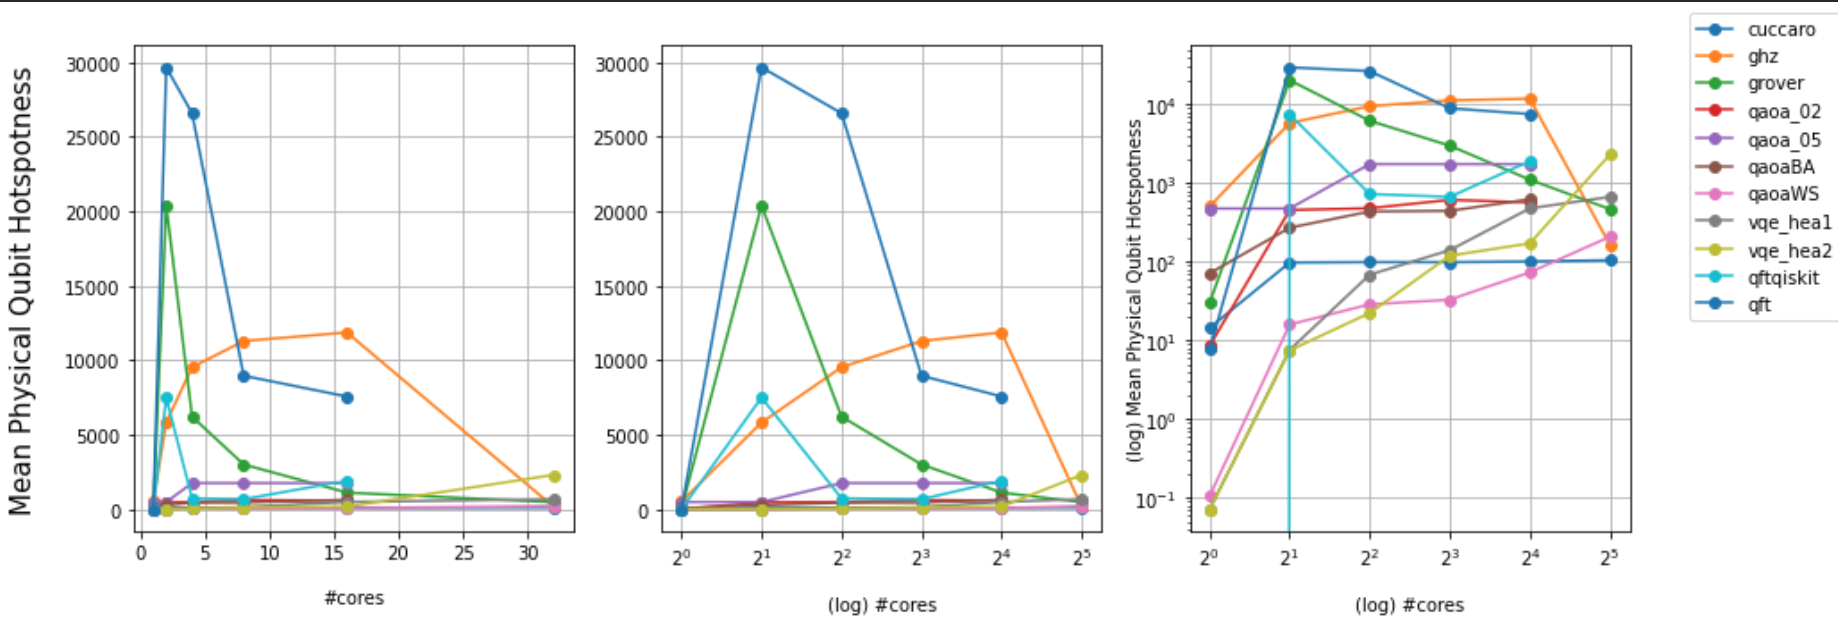 Mean Physical Qubit Hotspotness
30000
25000
20000
15000
10000
5000
0
0 5 10 15 20 25 30
#cores
30000
25000
20000
15000
10000
5000
0
2⁰ 2¹ 2² 2³ 2⁴ 2⁵
(log) #cores
(log) Mean Physical Qubit Hotspotness
10⁴
10³
10²
10¹
10⁰
10⁻¹
2⁰ 2¹ 2² 2³ 2⁴ 2⁵
(log) #cores
cuccaro
ghz
grover
qaoa_02
qaoa_05
qaoaBA
qaoaWS
vqe_hea1
vqe_hea2
qftqiskit
qft